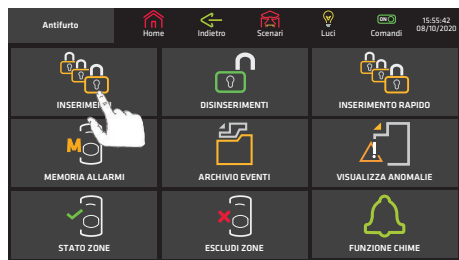 Antifurto
Home
Indietro
Scenari
Luci
ON
Comandi
15:55:42
08/10/2020
INSERIMENTI
DISINSERIMENTI
INSERIMENTO RAPIDO
M
MEMORIA ALLARMI
ARCHIVIO EVENTI
VISUALIZZA ANOMALIE
STATO ZONE
ESCLUDI ZONE
FUNZIONE CHIME